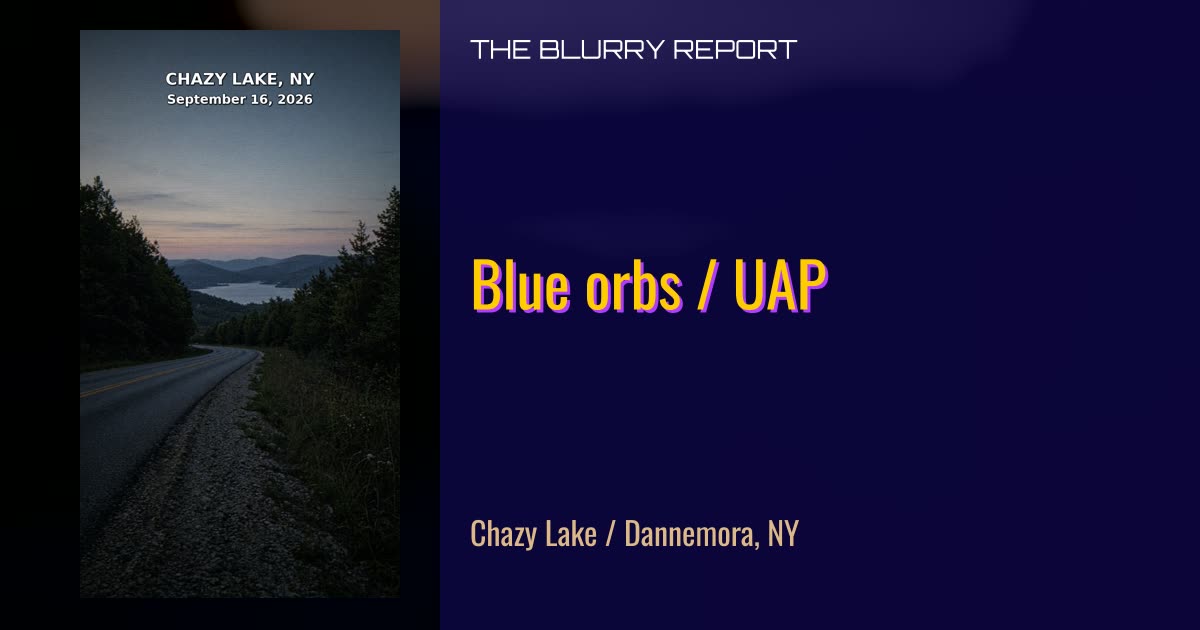 CHAZY LAKE, NY
September 16, 2026
THE BLURRY REPORT
Blue orbs / UAP
Chazy Lake / Dannemora, NY